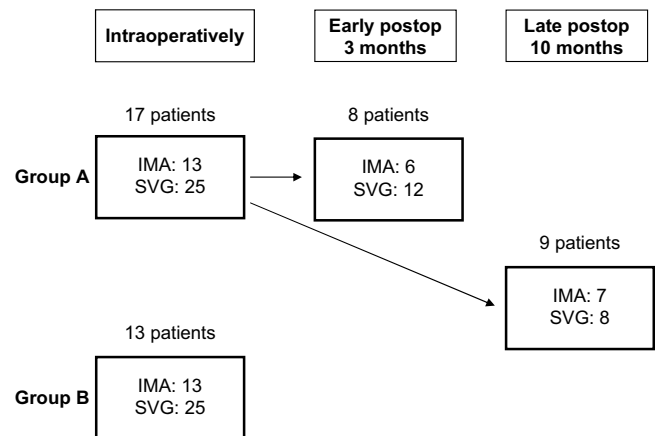 Intraoperatively
Early postop
3 months
Late postop
10 months
17 patients
8 patients
Group A
IMA: 13
SVG: 25
IMA: 6
SVG: 12
9 patients
IMA: 7
SVG: 8
13 patients
Group B
IMA: 13
SVG: 25